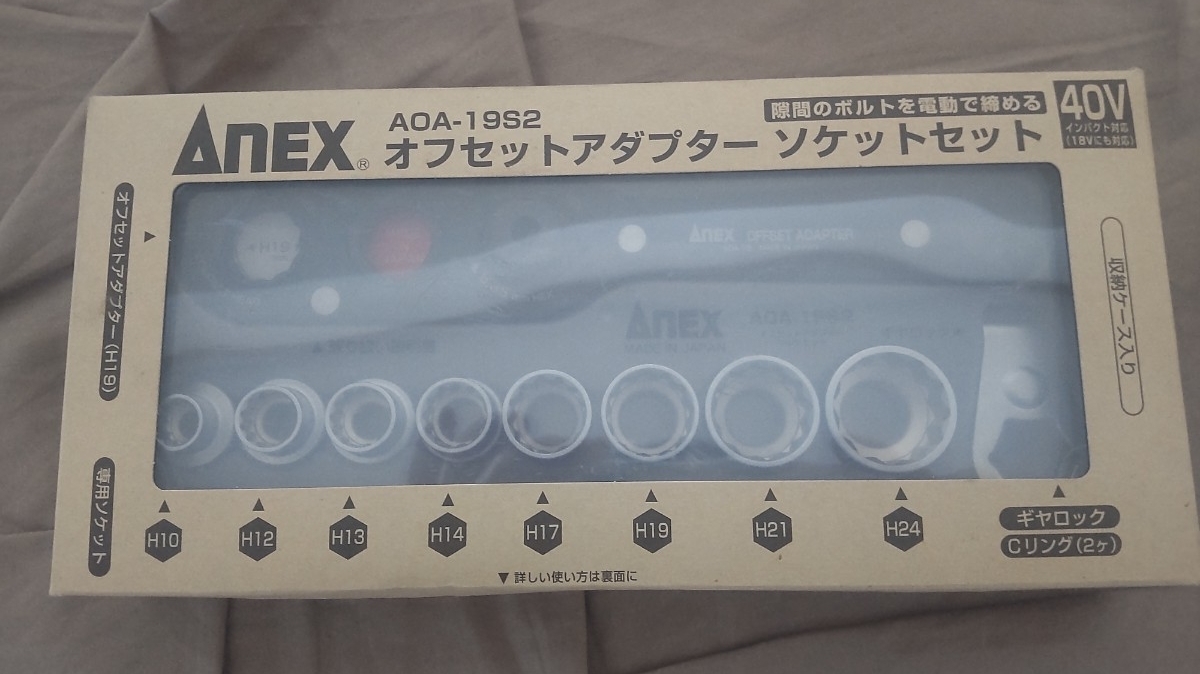 ANEX®
AOA-19S2
オフセットアダプター ソケットセット
隙間のボルトを電動で締める
40V
インパクト対応
(18Vにも対応)
オフセットアダプター(H19)
収納ケース入り
ANEX OFFSET ADAPTER
ANEX AOA-19S2
MADE IN JAPAN
専用ソケット
H10 H12 H13 H14 H17 H19 H21 H24
ギヤロック
Cリング(2ヶ)
▼詳しい使い方は裏面に